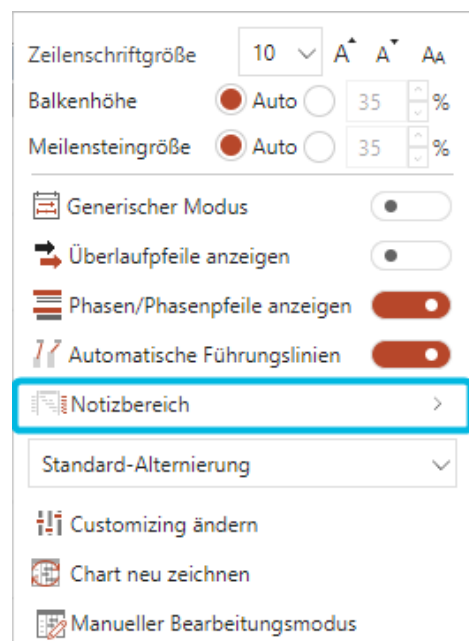 Zeilenschriftgröße 10 A A AA
Balkenhöhe Auto 35 %
Meilensteingröße Auto 35 %
Generischer Modus
Überlaufpfeile anzeigen
Phasen/Phasenpfeile anzeigen
Automatische Führungslinien
Notizbereich
Standard-Alternierung
Customizing ändern
Chart neu zeichnen
Manueller Bearbeitungsmodus